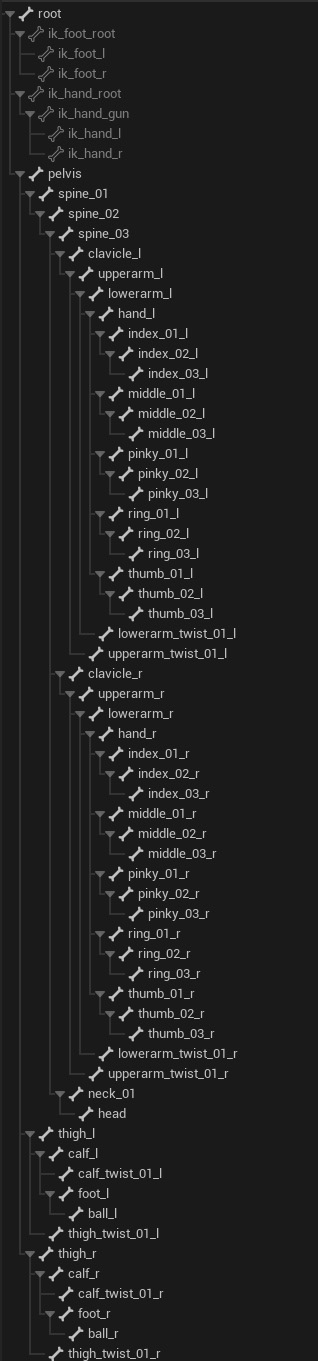 root
ik_foot_root
ik_foot_l
ik_foot_r
ik_hand_root
ik_hand_gun
ik_hand_l
ik_hand_r
pelvis
spine_01
spine_02
spine_03
clavicle_l
upperarm_l
lowerarm_l
hand_l
index_01_l
index_02_l
index_03_l
middle_01_l
middle_02_l
middle_03_l
pinky_01_l
pinky_02_l
pinky_03_l
ring_01_l
ring_02_l
ring_03_l
thumb_01_l
thumb_02_l
thumb_03_l
lowerarm_twist_01_l
upperarm_twist_01_l
clavicle_r
upperarm_r
lowerarm_r
hand_r
index_01_r
index_02_r
index_03_r
middle_01_r
middle_02_r
middle_03_r
pinky_01_r
pinky_02_r
pinky_03_r
ring_01_r
ring_02_r
ring_03_r
thumb_01_r
thumb_02_r
thumb_03_r
lowerarm_twist_01_r
upperarm_twist_01_r
neck_01
head
thigh_l
calf_l
calf_twist_01_l
foot_l
ball_l
thigh_twist_01_l
thigh_r
calf_r
calf_twist_01_r
foot_r
ball_r
thigh_twist_01_r